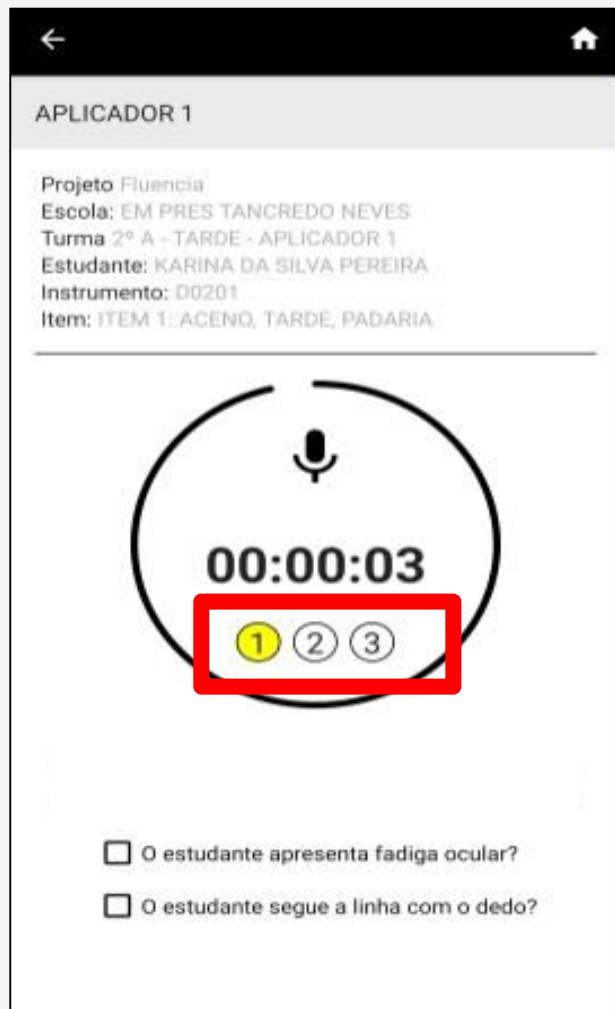 APLICADOR 1
Projeto Fluencia
Escola: EM PRES TANCREDO NEVES
Turma 2º A - TARDE - APLICADOR 1
Estudante: KARINA DA SILVA PEREIRA
Instrumento: D0201
Item: ITEM 1: ACENO, TARDE, PADARIA
00:00:03
1 2 3
O estudante apresenta fadiga ocular?
O estudante segue a linha com o dedo?